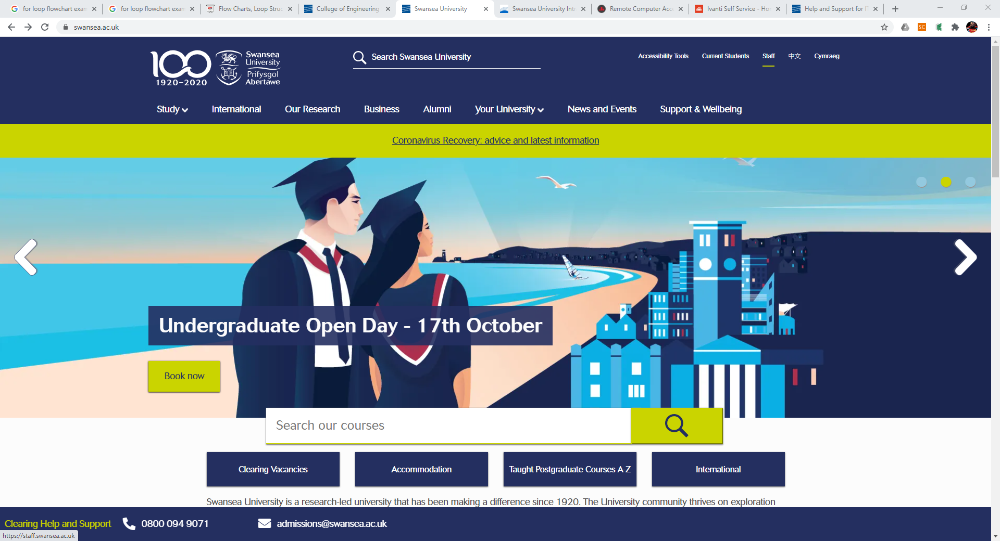 for loop flowchart exam
for loop flowchart exam
Flow Charts, Loop Struc
College of Engineering
Swansea University
Swansea University Intr
Remote Computer Acce
Ivanti Self Service - Ho
Help and Support for IT
swansea.ac.uk
SC
100
1920-2020
Swansea
University
Prifysgol
Abertawe
Search Swansea University
Accessibility Tools
Current Students
Staff
中文
Cymraeg
Study
International
Our Research
Business
Alumni
Your University
News and Events
Support & Wellbeing
Coronavirus Recovery: advice and latest information
Undergraduate Open Day - 17th October
Book now
Search our courses
Clearing Vacancies
Accommodation
Taught Postgraduate Courses A-Z
International
Swansea University is a research-led university that has been making a difference since 1920. The University community thrives on exploration
Clearing Help and Support
0800 094 9071
admissions@swansea.ac.uk
https://staff.swansea.ac.uk